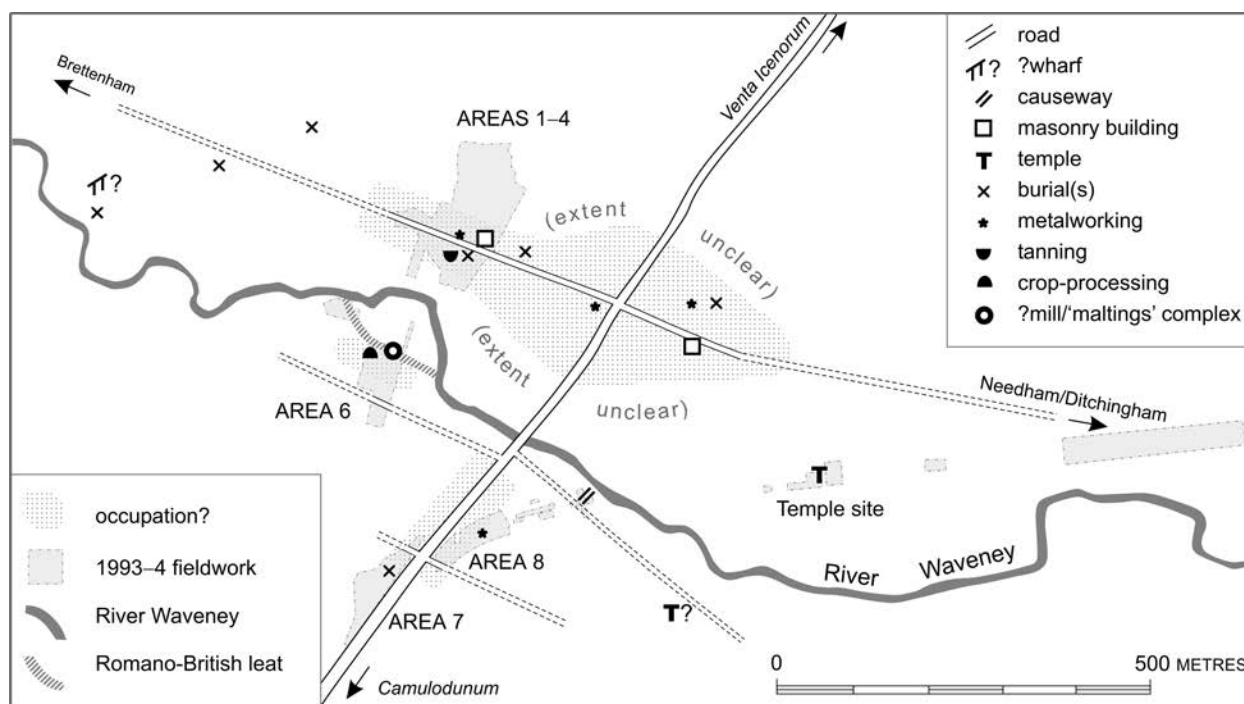 Brettenham
AREAS 1–4
Venta Icenorum
?
(extent
unclear)
(extent
unclear)
AREA 6
Needham/Ditchingham
Temple site
AREA 8
AREA 7
River Waveney
T?
Camulodunum
0 500 METRES
road
? ?wharf
causeway
masonry building
T temple
burial(s)
metalworking
tanning
crop-processing
?mill/‘maltings’ complex
occupation?
1993–4 fieldwork
River Waveney
Romano-British leat